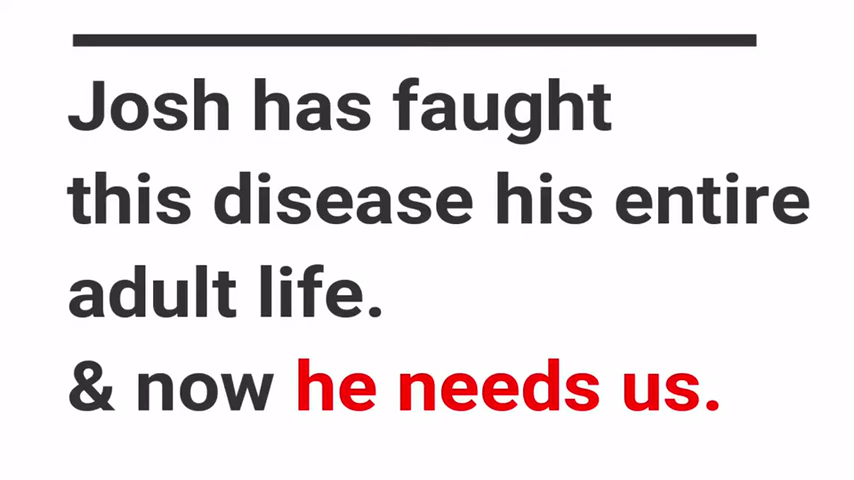 Josh has faught
this disease his entire
adult life.
& now he needs us.